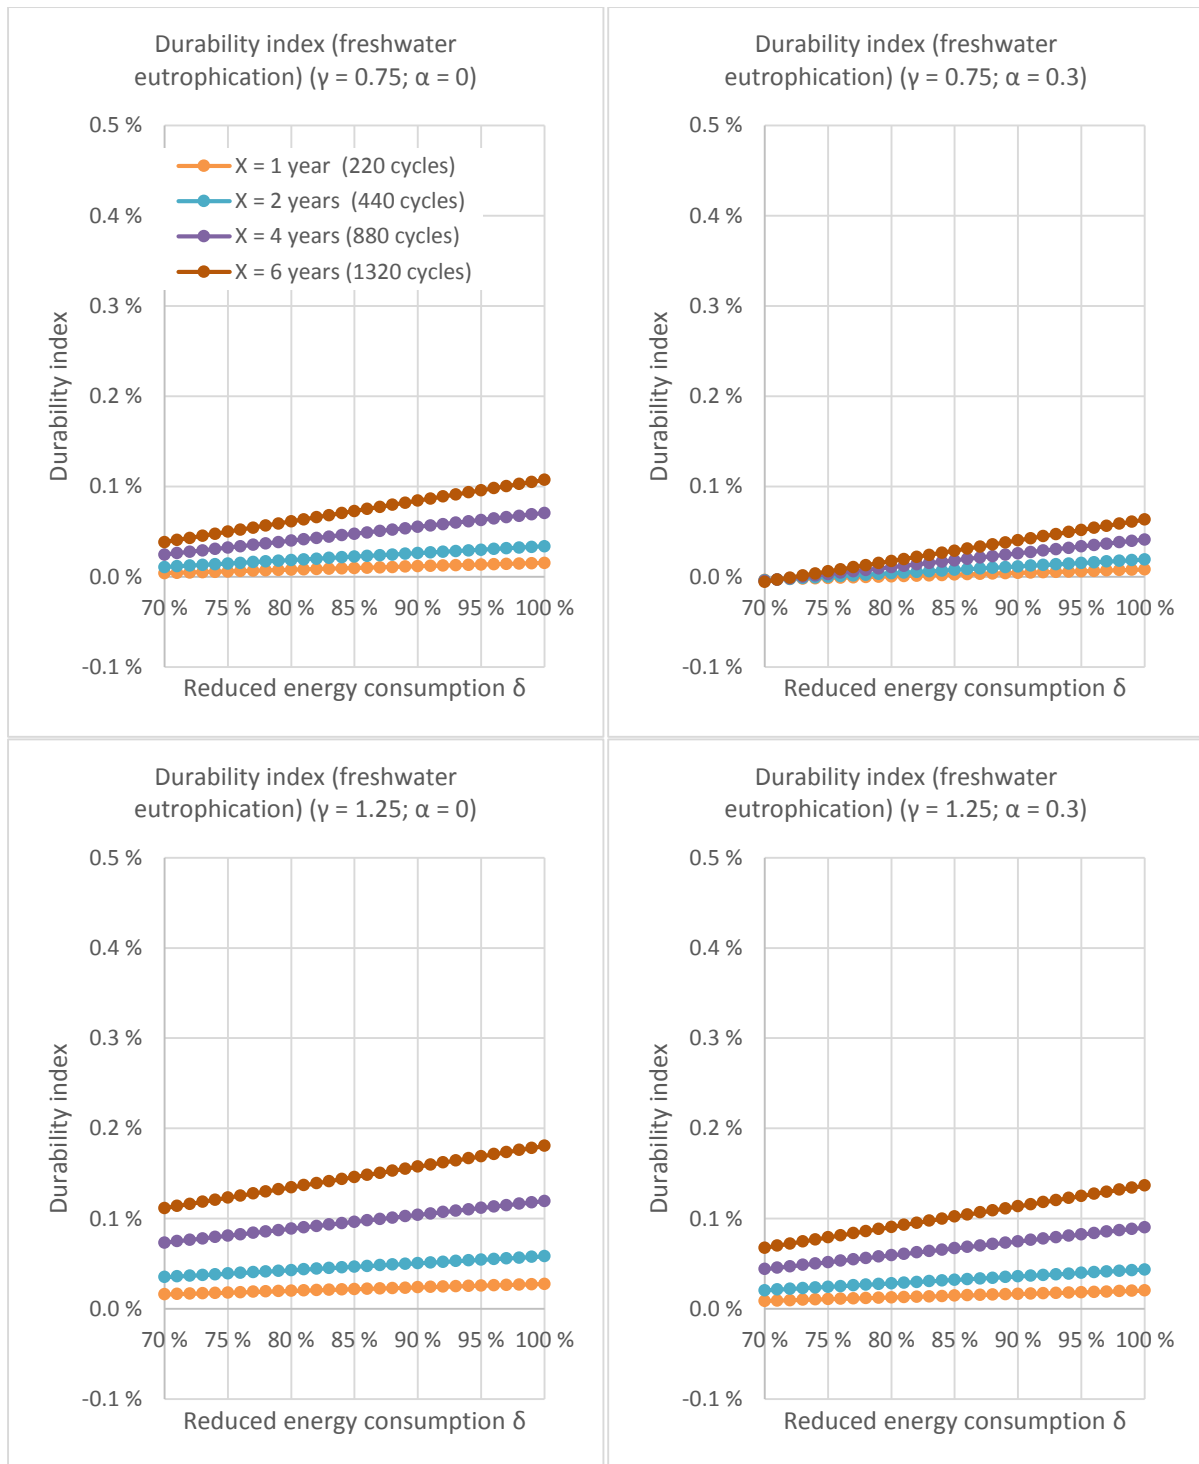 Durability index (freshwater
eutrophication) (γ = 0.75; α = 0)
0.5 %
0.4 %
0.3 %
0.2 %
0.1 %
0.0 %
-0.1 %
Durability index
X = 1 year (220 cycles)
X = 2 years (440 cycles)
X = 4 years (880 cycles)
X = 6 years (1320 cycles)
70 % 75 % 80 % 85 % 90 % 95 % 100 %
Reduced energy consumption δ
Durability index (freshwater
eutrophication) (γ = 0.75; α = 0.3)
0.5 %
0.4 %
0.3 %
0.2 %
0.1 %
0.0 %
-0.1 %
Durability index
70 % 75 % 80 % 85 % 90 % 95 % 100 %
Reduced energy consumption δ
Durability index (freshwater
eutrophication) (γ = 1.25; α = 0)
0.5 %
0.4 %
0.3 %
0.2 %
0.1 %
0.0 %
-0.1 %
Durability index
70 % 75 % 80 % 85 % 90 % 95 % 100 %
Reduced energy consumption δ
Durability index (freshwater
eutrophication) (γ = 1.25; α = 0.3)
0.5 %
0.4 %
0.3 %
0.2 %
0.1 %
0.0 %
-0.1 %
Durability index
70 % 75 % 80 % 85 % 90 % 95 % 100 %
Reduced energy consumption δ